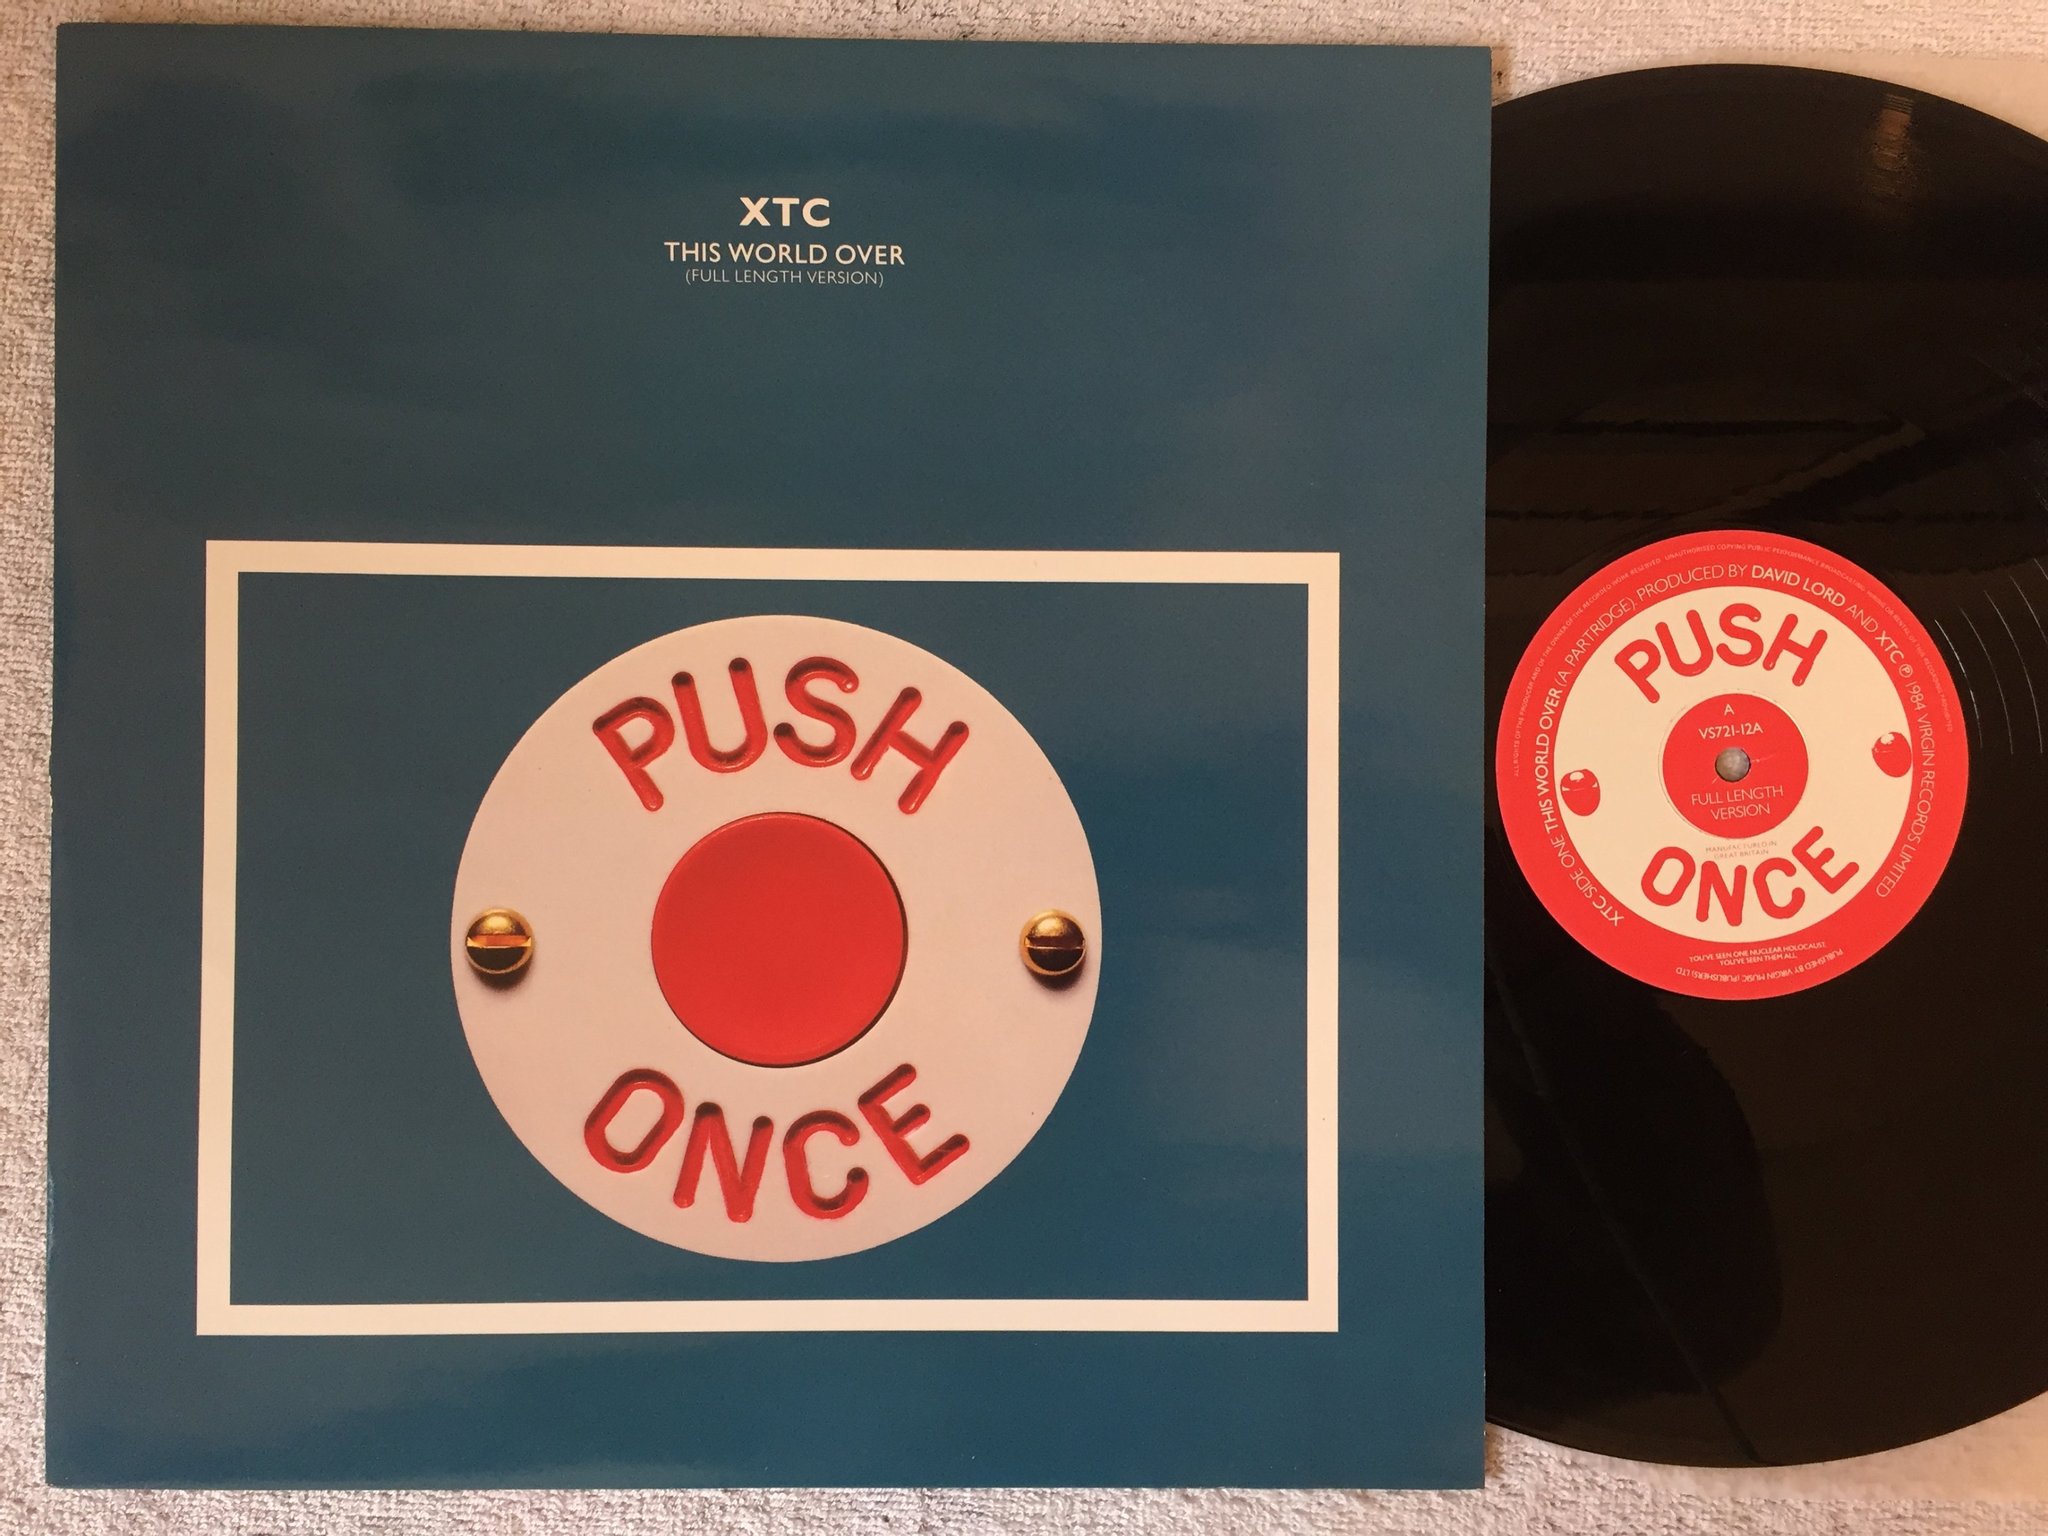 XTC
THIS WORLD OVER
(FULL LENGTH VERSION)
PUSH
ONCE
XTC SIDE ONE THIS WORLD OVER (A. PARTRIDGE). PRODUCED BY DAVID LORD AND XTC ℗ 1984 VIRGIN RECORDS LIMITED
PUSH
A
VS721-12A
FULL LENGTH
VERSION
MANUFACTURED IN
GREAT BRITAIN
ONCE
YOU'VE SEEN ONE NUCLEAR HOLOCAUST,
YOU'VE SEEN THEM ALL
PUBLISHED BY VIRGIN MUSIC (PUBLISHERS) LTD